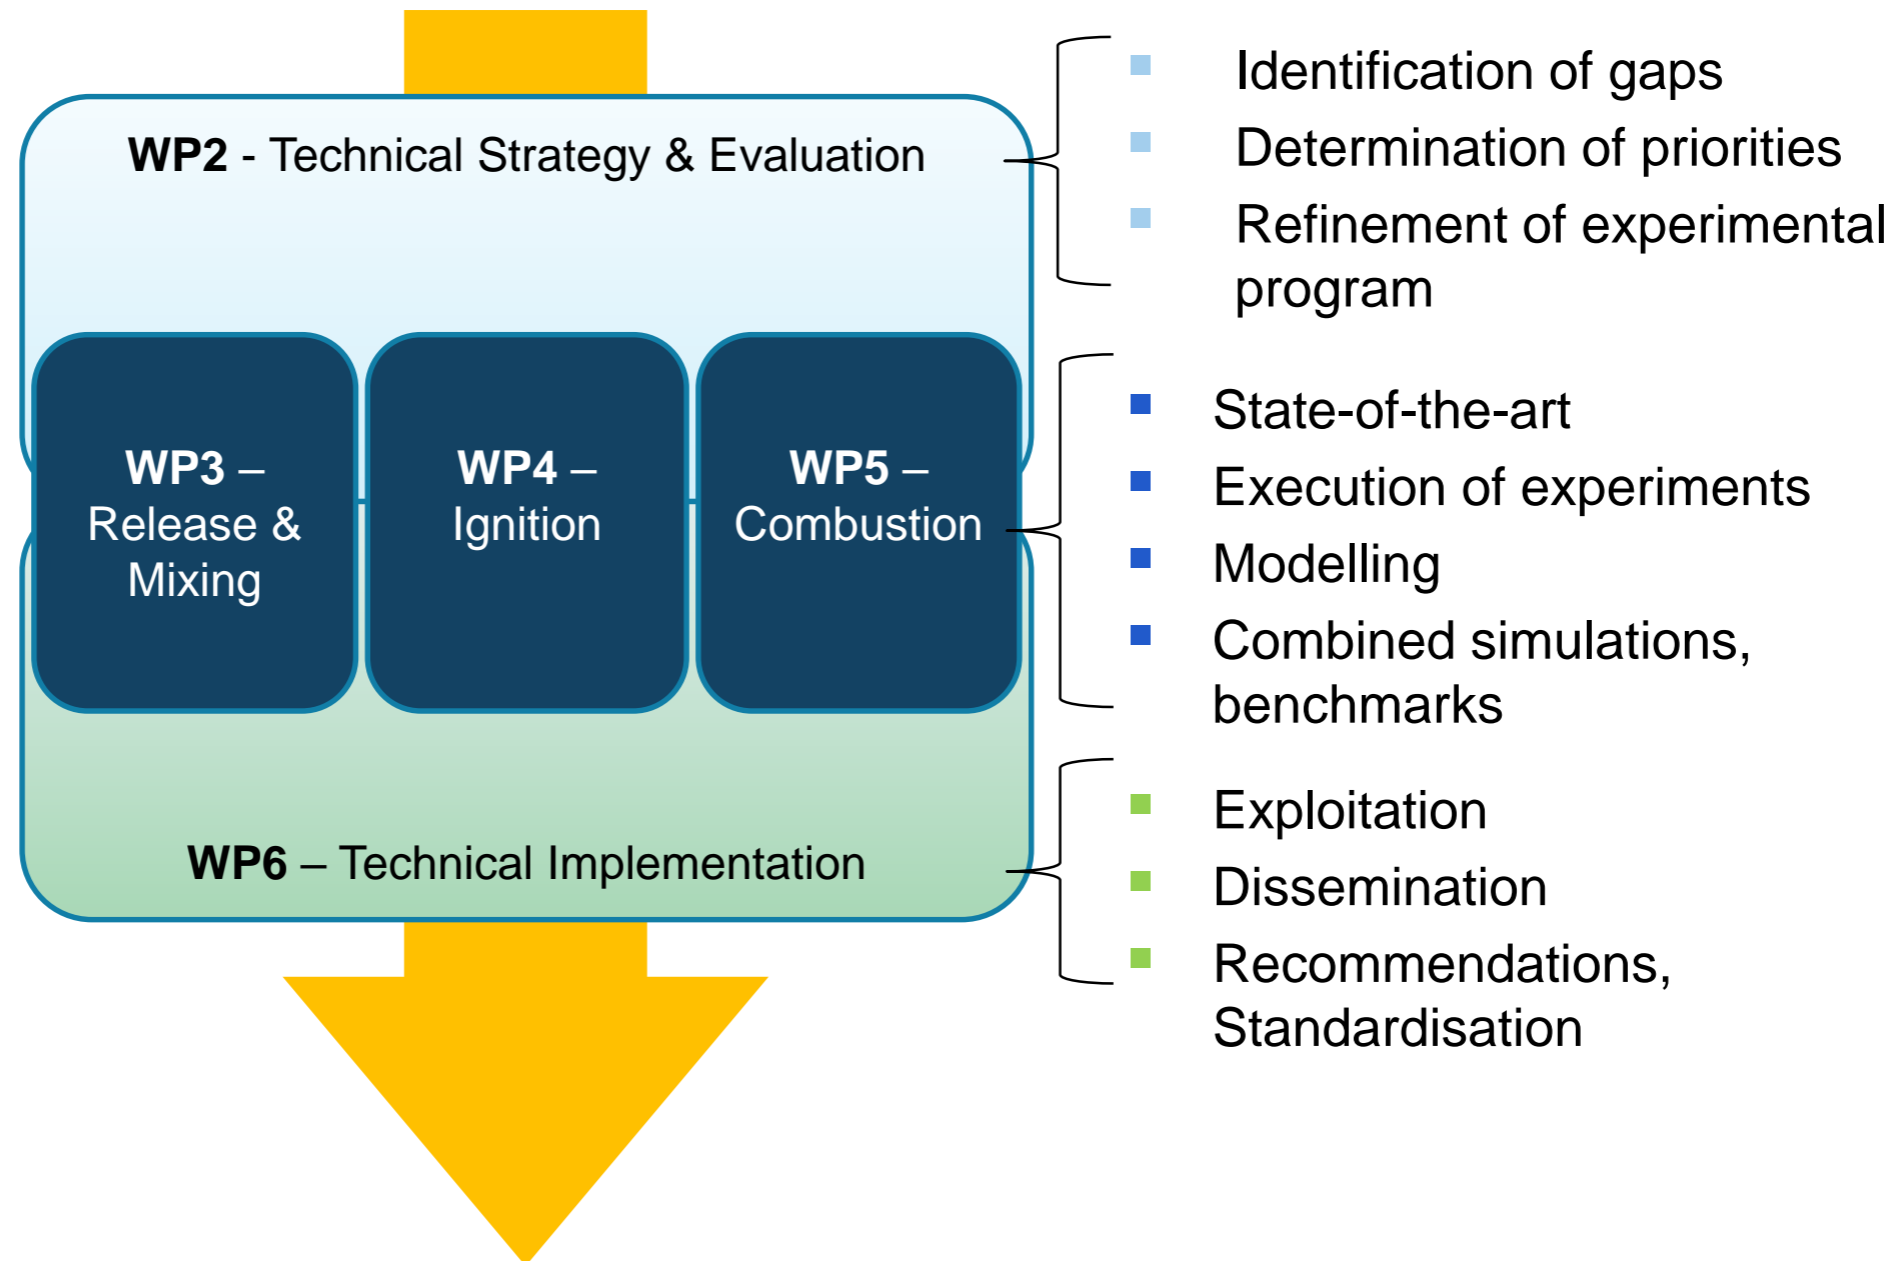 WP2 - Technical Strategy & Evaluation
Identification of gaps
Determination of priorities
Refinement of experimental
program
WP3 –
Release &
Mixing
WP4 –
Ignition
WP5 –
Combustion
State-of-the-art
Execution of experiments
Modelling
Combined simulations,
benchmarks
WP6 – Technical Implementation
Exploitation
Dissemination
Recommendations,
Standardisation